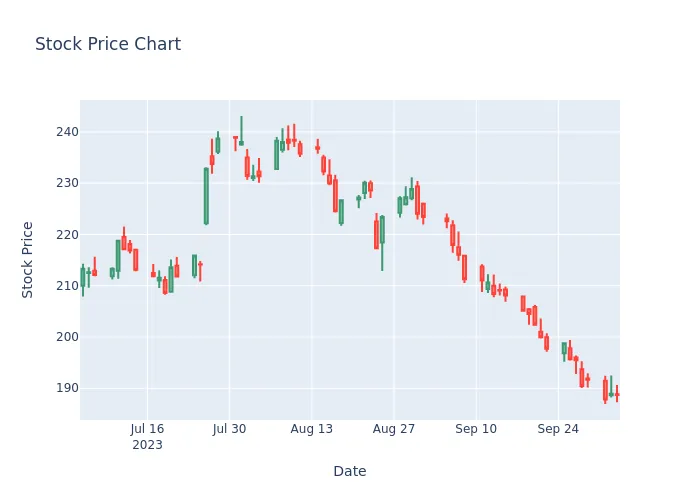 Stock Price Chart
Stock Price
240
230
220
210
200
190
Jul 16
2023
Jul 30
Aug 13
Aug 27
Sep 10
Sep 24
Date